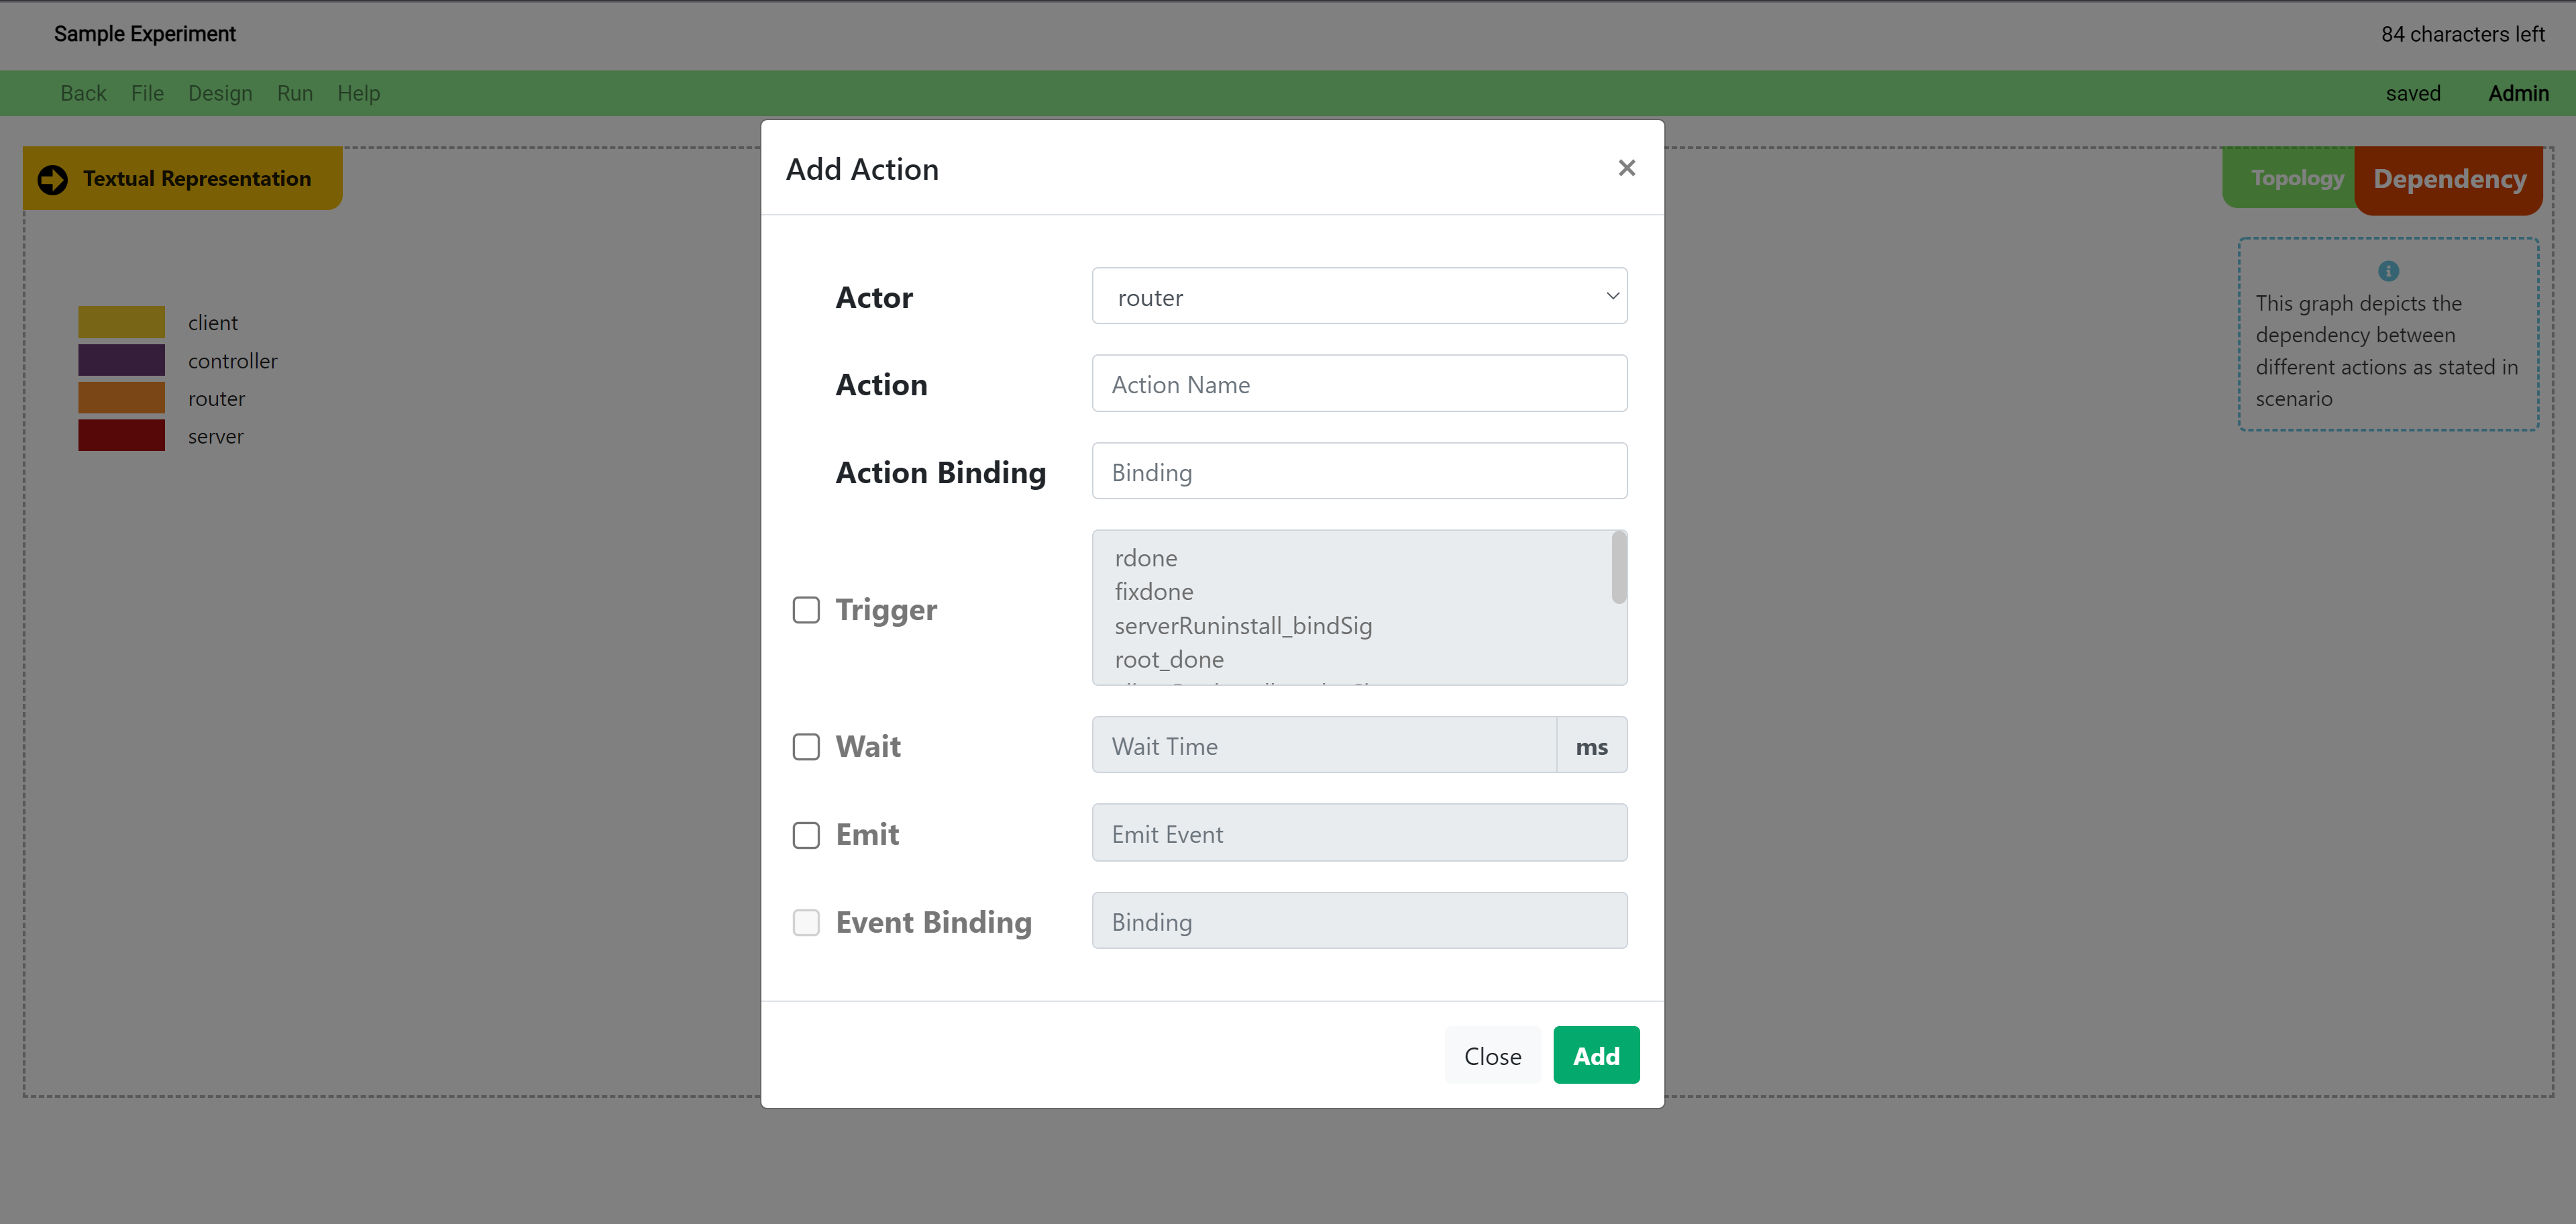 Sample Experiment
84 characters left
Back File Design Run Help
saved Admin
Textual Representation
Topology
Dependency
client
controller
router
server
This graph depicts the
dependency between
different actions as stated in
scenario
Add Action
Actor
router
Action
Action Name
Action Binding
Binding
Trigger
rdone
fixdone
serverRuninstall_bindSig
root_done
Wait
Wait Time
ms
Emit
Emit Event
Event Binding
Binding
Close
Add